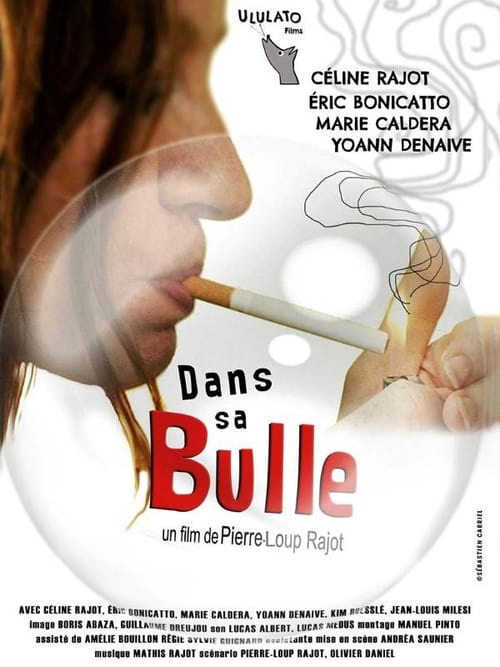 ULULATO
Films
CÉLINE RAJOT
ÉRIC BONICATTO
MARIE CALDERA
YOANN DENAIVE
Dans
sa
Bulle
un film de Pierre-Loup Rajot
©SÉBASTIEN GABRIEL
AVEC CÉLINE RAJOT, ÉRIC BONICATTO, MARIE CALDERA, YOANN DENAIVE, KIM JEAN-LOUIS MILESI
image BORIS ABAZA, GUILLAUME DREUJOU son LUCAS ALBERT, LUCAS montage MANUEL PINTO
assisté de AMÉLIE BOUILLON RÉGIE SYLVIE GUIGNARD assistante mise en scène ANDRÉA SAUNIER
musique MATHIS RAJOT scénario PIERRE-LOUP RAJOT, OLIVIER DANIEL